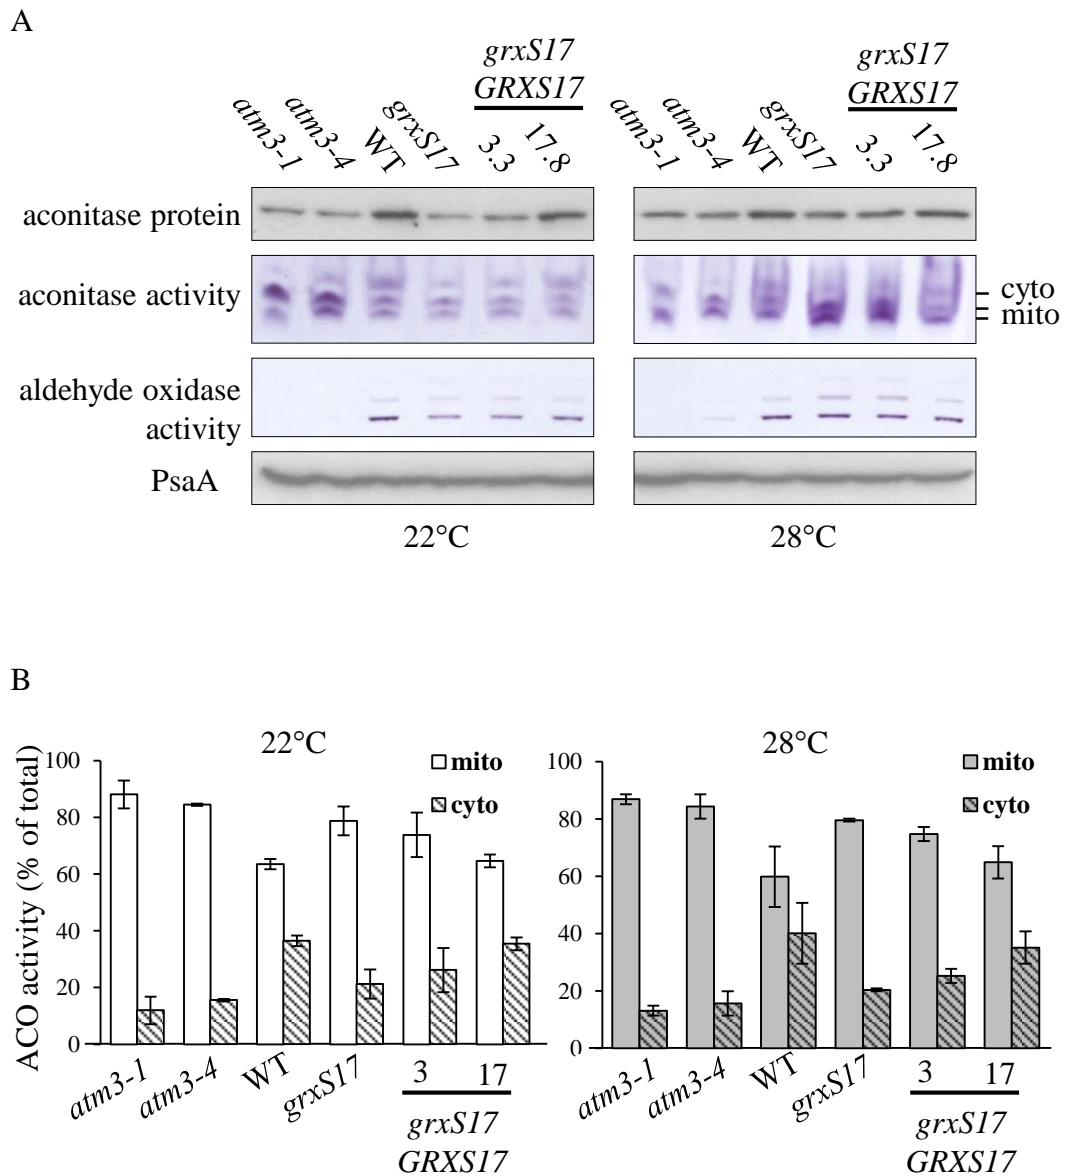 A
grxS17 grxS17
GRXS17 GRXS17
atm3-1 atm3-4 WT grxS17 3.3 17.8 atm3-1 atm3-4 WT grxS17 3.3 17.8
aconitase protein
aconitase activity cyto
mito
aldehyde oxidase
activity
PsaA
22°C 28°C
B
22°C 28°C
mito mito
cyto cyto
ACO activity (% of total)
100 100
80 80
60 60
40 40
20 20
0 0
atm3-1 atm3-4 WT grxS17 3 17 atm3-1 atm3-4 WT grxS17 3 17
grxS17 grxS17
GRXS17 GRXS17